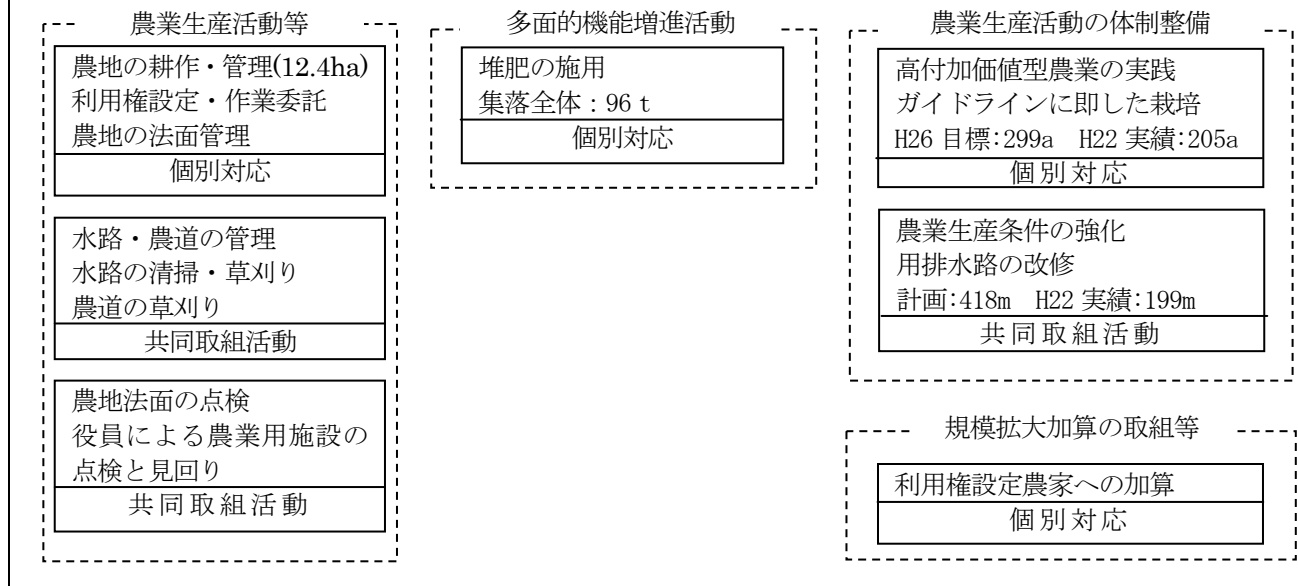 農業生産活動等
農地の耕作・管理(12.4ha)
利用権設定・作業委託
農地の法面管理
個別対応
水路・農道の管理
水路の清掃・草刈り
農道の草刈り
共同取組活動
農地法面の点検
役員による農業用施設の
点検と見回り
共同取組活動
多面的機能増進活動
堆肥の施用
集落全体：96ｔ
個別対応
農業生産活動の体制整備
高付加価値型農業の実践
ガイドラインに即した栽培
H26 目標：299a　H22 実績：205a
個別対応
農業生産条件の強化
用排水路の改修
計画：418m　H22 実績：199m
共同取組活動
規模拡大加算の取組等
利用権設定農家への加算
個別対応